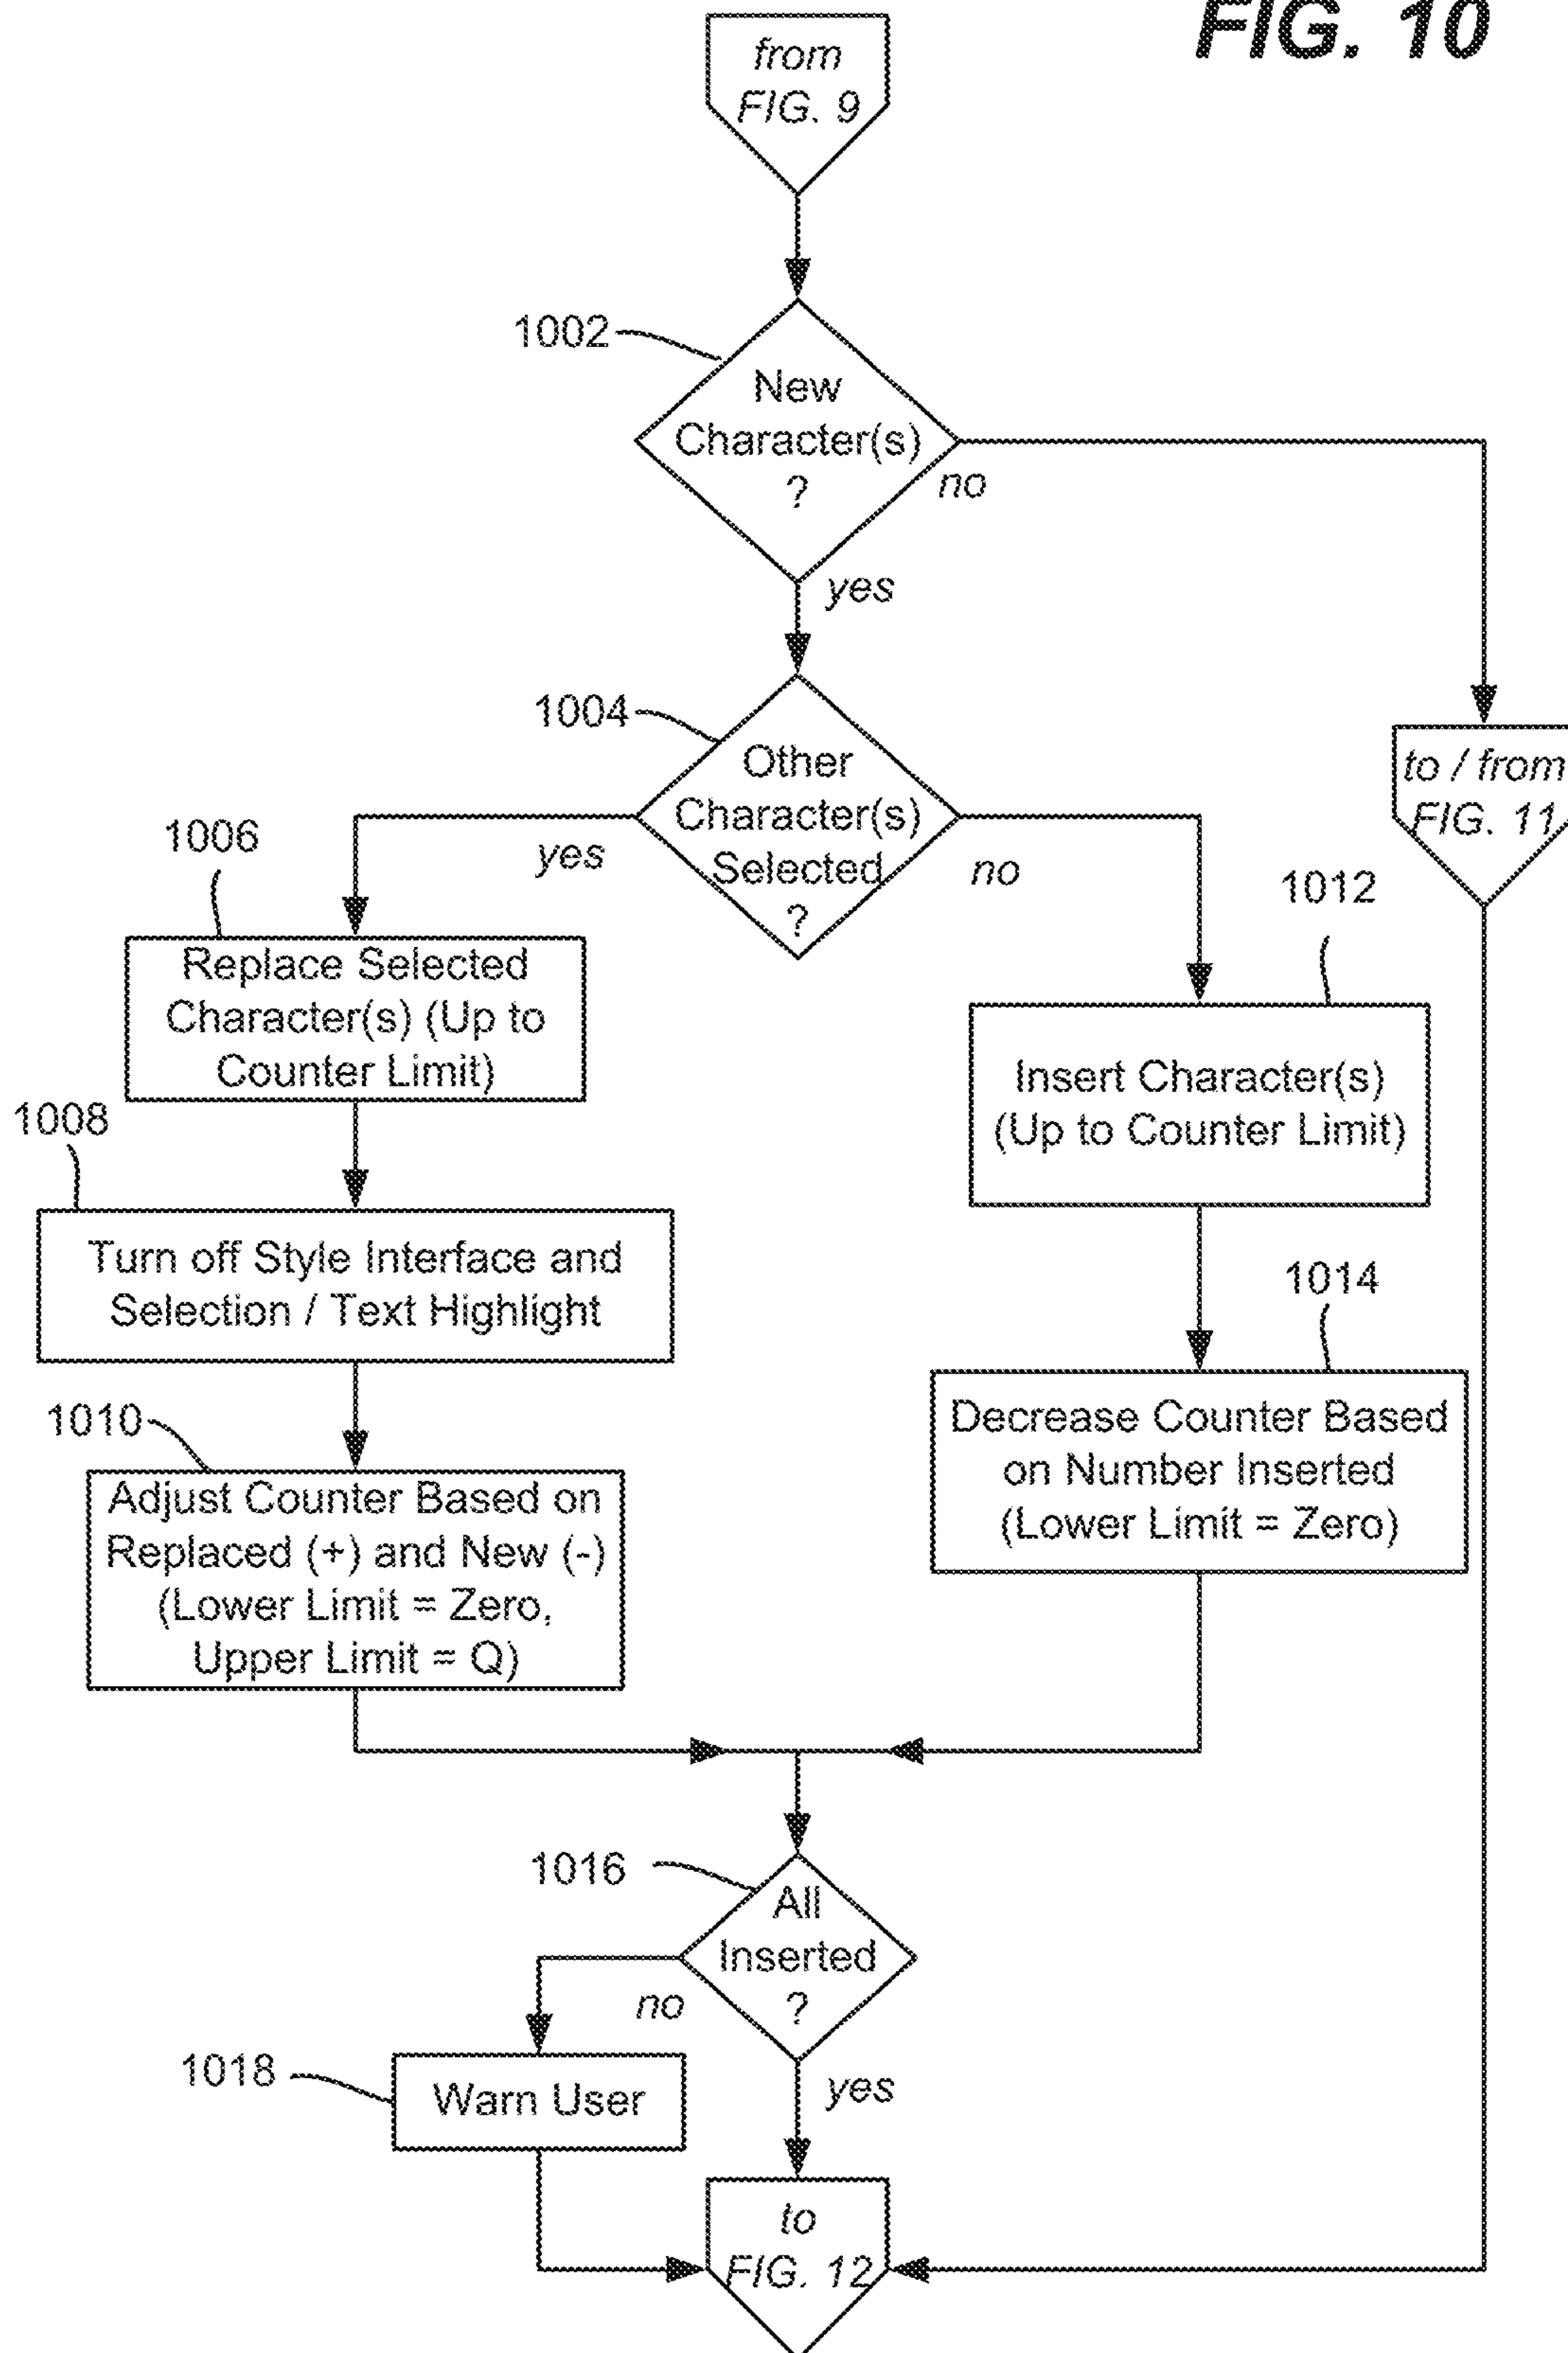 FIG. 10
from
FIG. 9
1002
New
Character(s)
?
no
yes
1004
Other
Character(s)
Selected
?
yes
no
to / from
FIG. 11
1006
Replace Selected
Character(s) (Up to
Counter Limit)
1012
Insert Character(s)
(Up to Counter Limit)
1008
Turn off Style Interface and
Selection / Text Highlight
1014
Decrease Counter Based
on Number Inserted
(Lower Limit = Zero)
1010
Adjust Counter Based on
Replaced (+) and New (-)
(Lower Limit = Zero,
Upper Limit = Q)
1016
All
Inserted
?
no
yes
1018
Warn User
to
FIG. 12